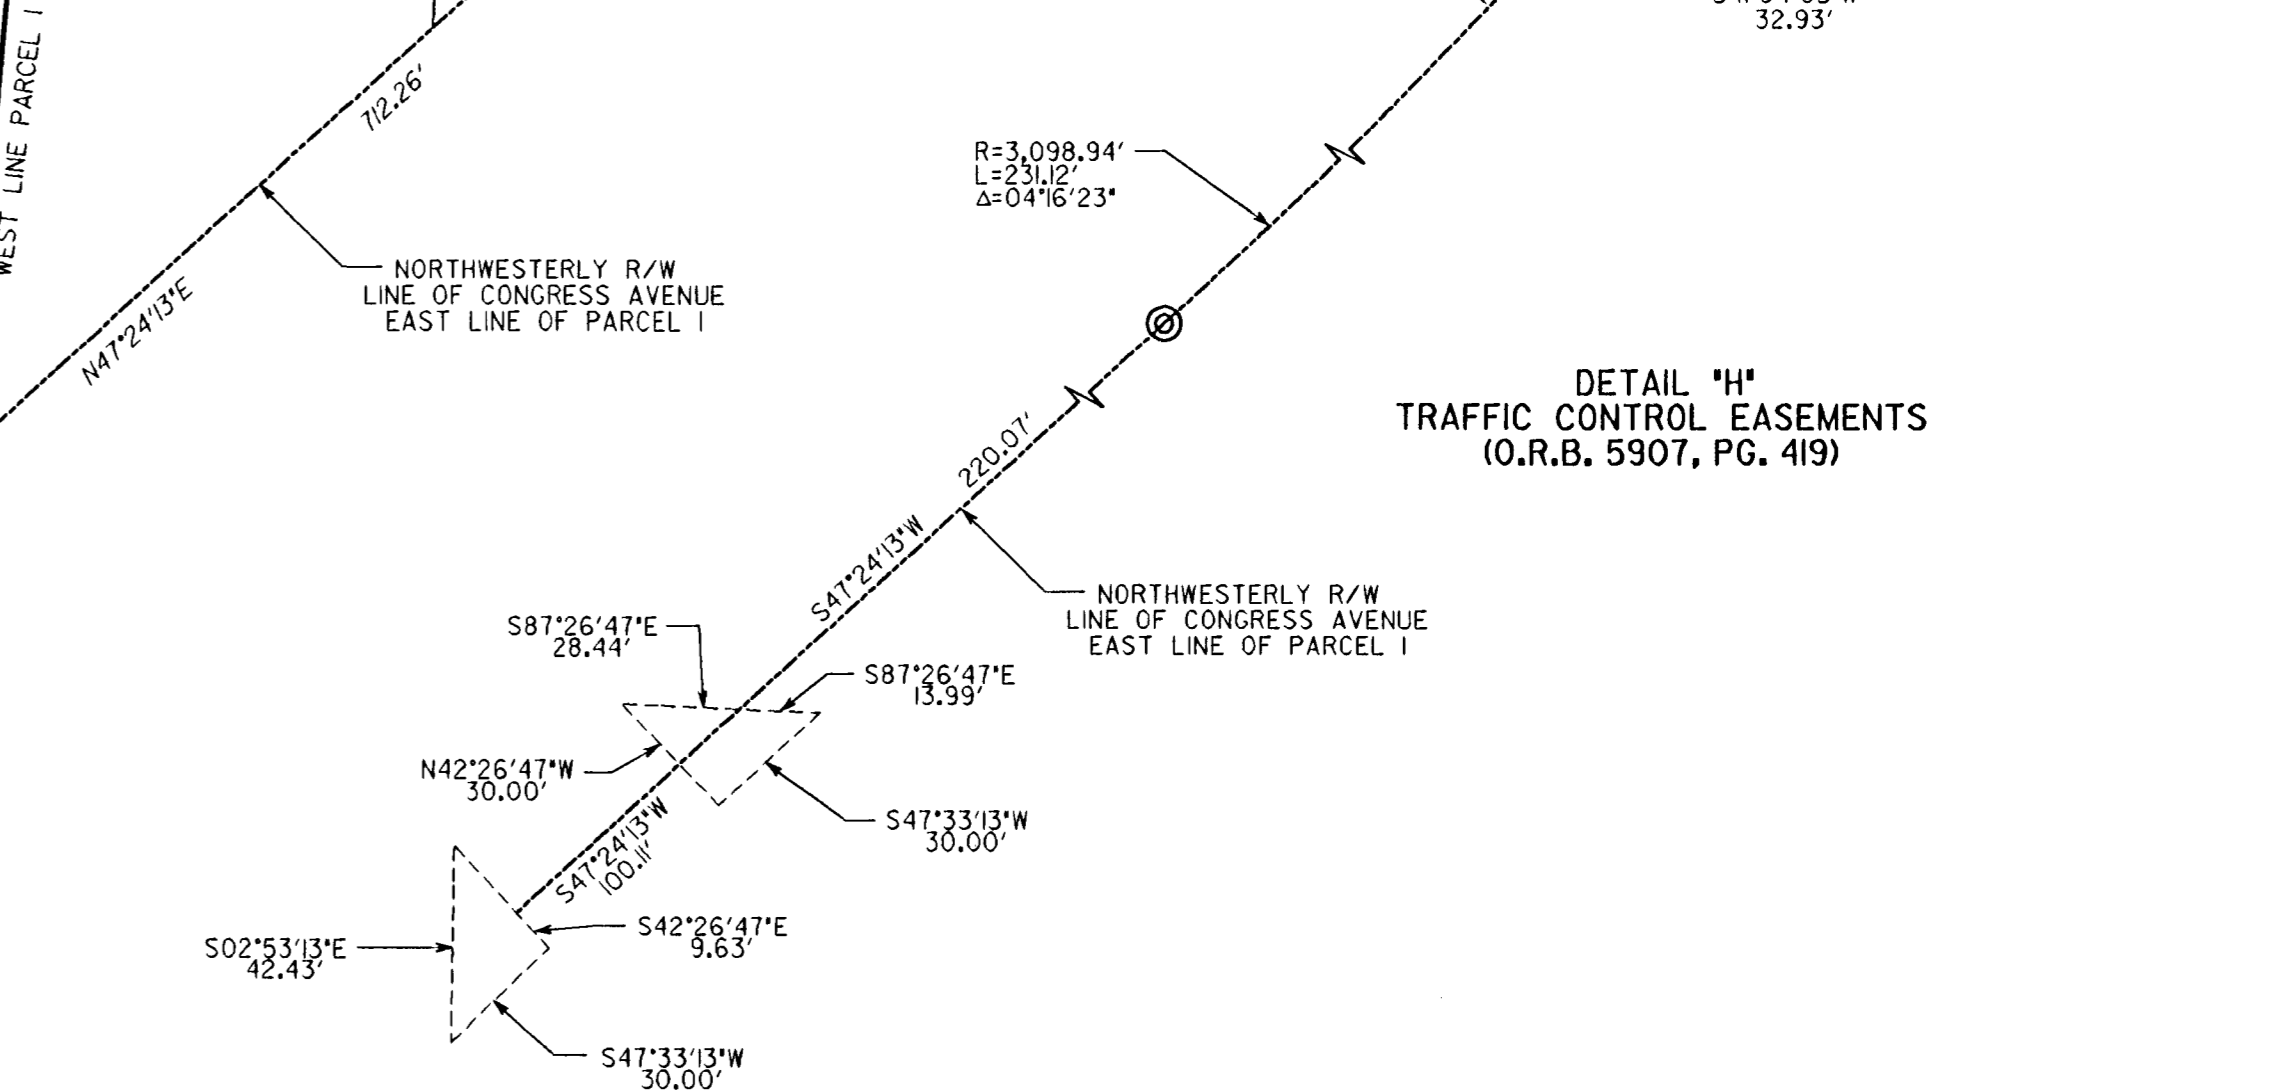 WEST LINE PARCEL 1
712.26'
N47°24'13"E
NORTHWESTERLY R/W
LINE OF CONGRESS AVENUE
EAST LINE OF PARCEL 1
32.93'
R=3,098.94'
L=231.12'
Δ=04°16'23"
220.07'
S47°24'13"W
DETAIL "H"
TRAFFIC CONTROL EASEMENTS
(O.R.B. 5907, PG. 419)
NORTHWESTERLY R/W
LINE OF CONGRESS AVENUE
EAST LINE OF PARCEL 1
S87°26'47"E
28.44'
S87°26'47"E
13.99'
N42°26'47"W
30.00'
S47°33'13"W
30.00'
S47°24'13"W
100.11'
S42°26'47"E
9.63'
S02°53'13"E
42.43'
S47°33'13"W
30.00'